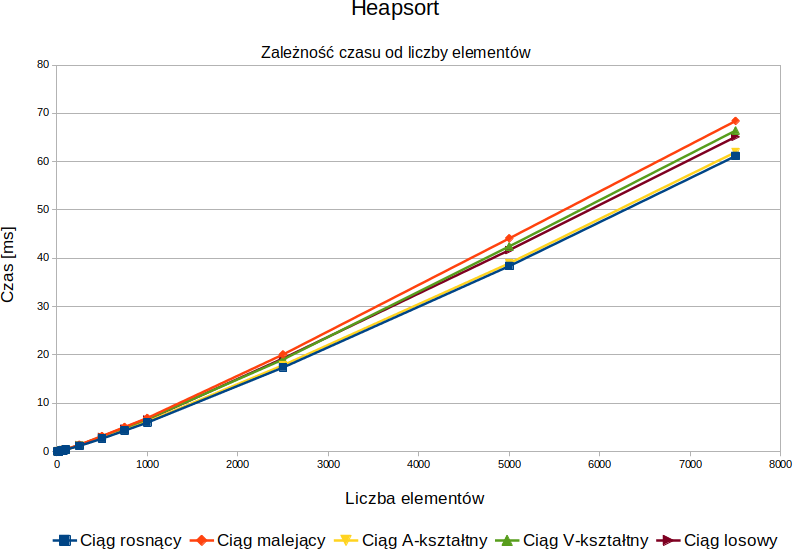 Heapsort
Zależność czasu od liczby elementów
80
70
60
50
40
30
20
10
0
Czas [ms]
0 1000 2000 3000 4000 5000 6000 7000 8000
Liczba elementów
Ciąg rosnący Ciąg malejący Ciąg A-kształtny Ciąg V-kształtny Ciąg losowy